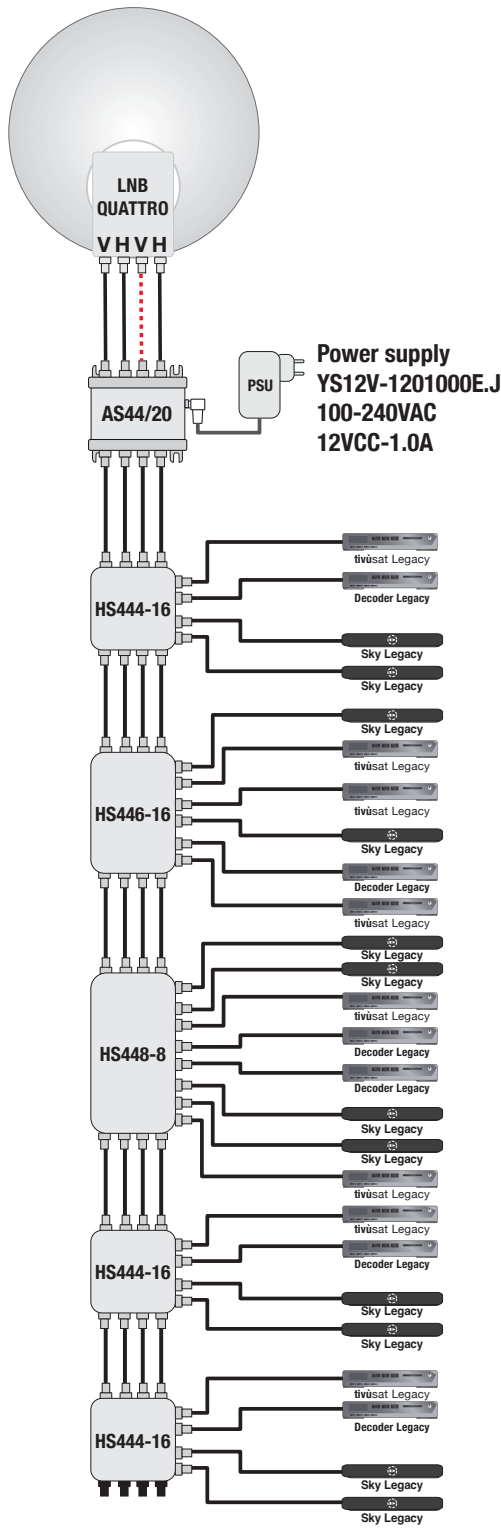 LNB
QUATTRO
V H V H
PSU
Power supply
YS12V-1201000E.J
100-240VAC
12VCC-1.0A
AS44/20
HS444-16
tivùsat Legacy
Decoder Legacy
Sky Legacy
Sky Legacy
HS446-16
Sky Legacy
tivùsat Legacy
tivùsat Legacy
Sky Legacy
Decoder Legacy
tivùsat Legacy
HS448-8
Sky Legacy
Sky Legacy
tivùsat Legacy
Decoder Legacy
Decoder Legacy
Sky Legacy
Sky Legacy
tivùsat Legacy
HS444-16
tivùsat Legacy
Decoder Legacy
Sky Legacy
Sky Legacy
HS444-16
tivùsat Legacy
Decoder Legacy
Sky Legacy
Sky Legacy